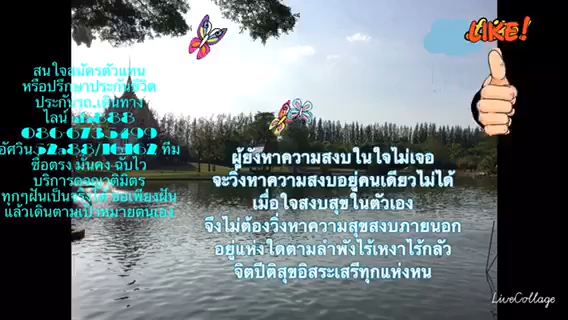 LIKE!
สนใจสมัครตัวแทน
หรือปรึกษาประกันชีวิต
ประกันรถ..เดินทาง
ไลน์
086 6735499
อัศวิน 52.88/16162 ทีม
ซื่อตรง มั่นคง ฉับไว
บริการดุจญาติมิตร
ทุกๆฝันเป็นจริงได้ ขอเพียงฝัน
แล้วเดินตามเป้าหมายตนเอง
ผู้ยังหาความสงบในใจไม่เจอ
จะวิ่งหาความสงบอยู่คนเดียวไม่ได้
เมื่อใจสงบสุขในตัวเอง
จึงไม่ต้องวิ่งหาความสุขสงบภายนอก
อยู่แห่งใดตามลำพังไร้เหงาไร้กลัว
จิตปีติสุขอิสระเสรีทุกแห่งหน
LiveCollage